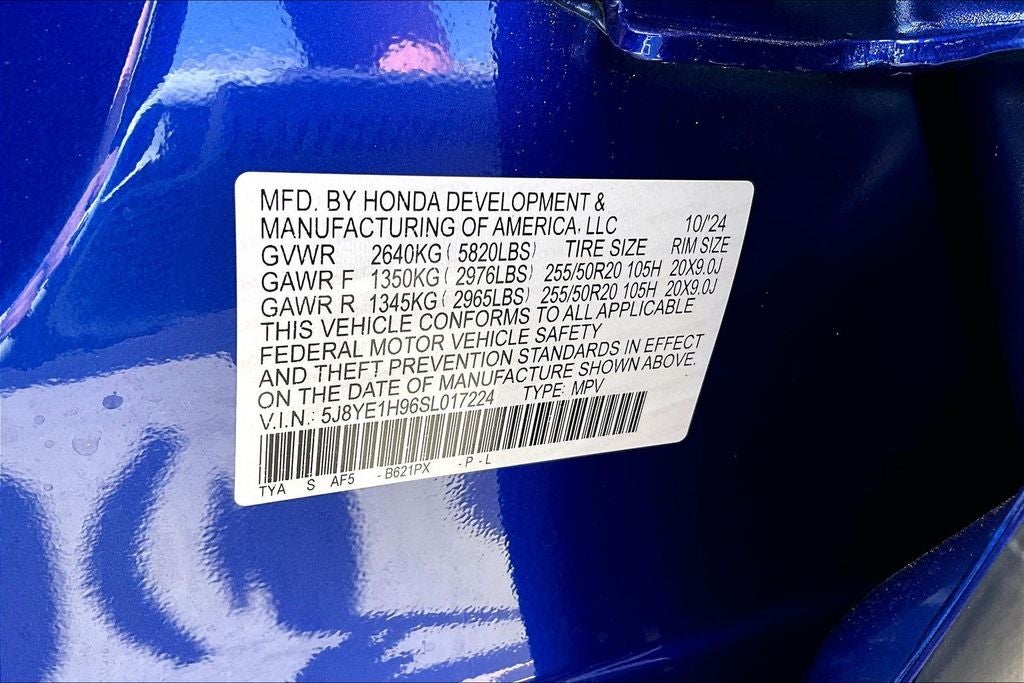 MFD. BY HONDA DEVELOPMENT &
MANUFACTURING OF AMERICA, LLC 10/'24
GVWR 2640KG ( 5820LBS) TIRE SIZE RIM SIZE
GAWR F 1350KG ( 2976LBS) 255/50R20 105H 20X9.0J
GAWR R 1345KG ( 2965LBS) 255/50R20 105H 20X9.0J
THIS VEHICLE CONFORMS TO ALL APPLICABLE
FEDERAL MOTOR VEHICLE SAFETY
AND THEFT PREVENTION STANDARDS IN EFFECT
ON THE DATE OF MANUFACTURE SHOWN ABOVE.
V.I.N.: 5J8YE1H96SL017224 TYPE: MPV
TYA S AF5 -B621PX -P-L